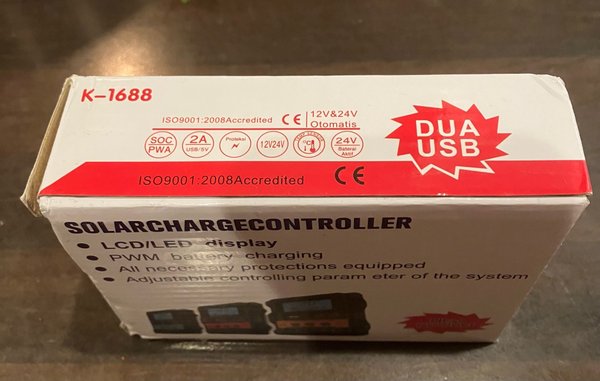 K-1688
ISO9001:2008Accredited CE 12V&24V
Otomatis
SOC
PWA
2A
USB/5V
Proteksi
12V24V
°C
24V
Baterai
Aktif
DUA
USB
ISO9001:2008Accredited CE
SOLARCHARGECONTROLLER
● LCD/LED display
● PWM battery charging
● All necessary protections equipped
● Adjustable controlling param eter of the system